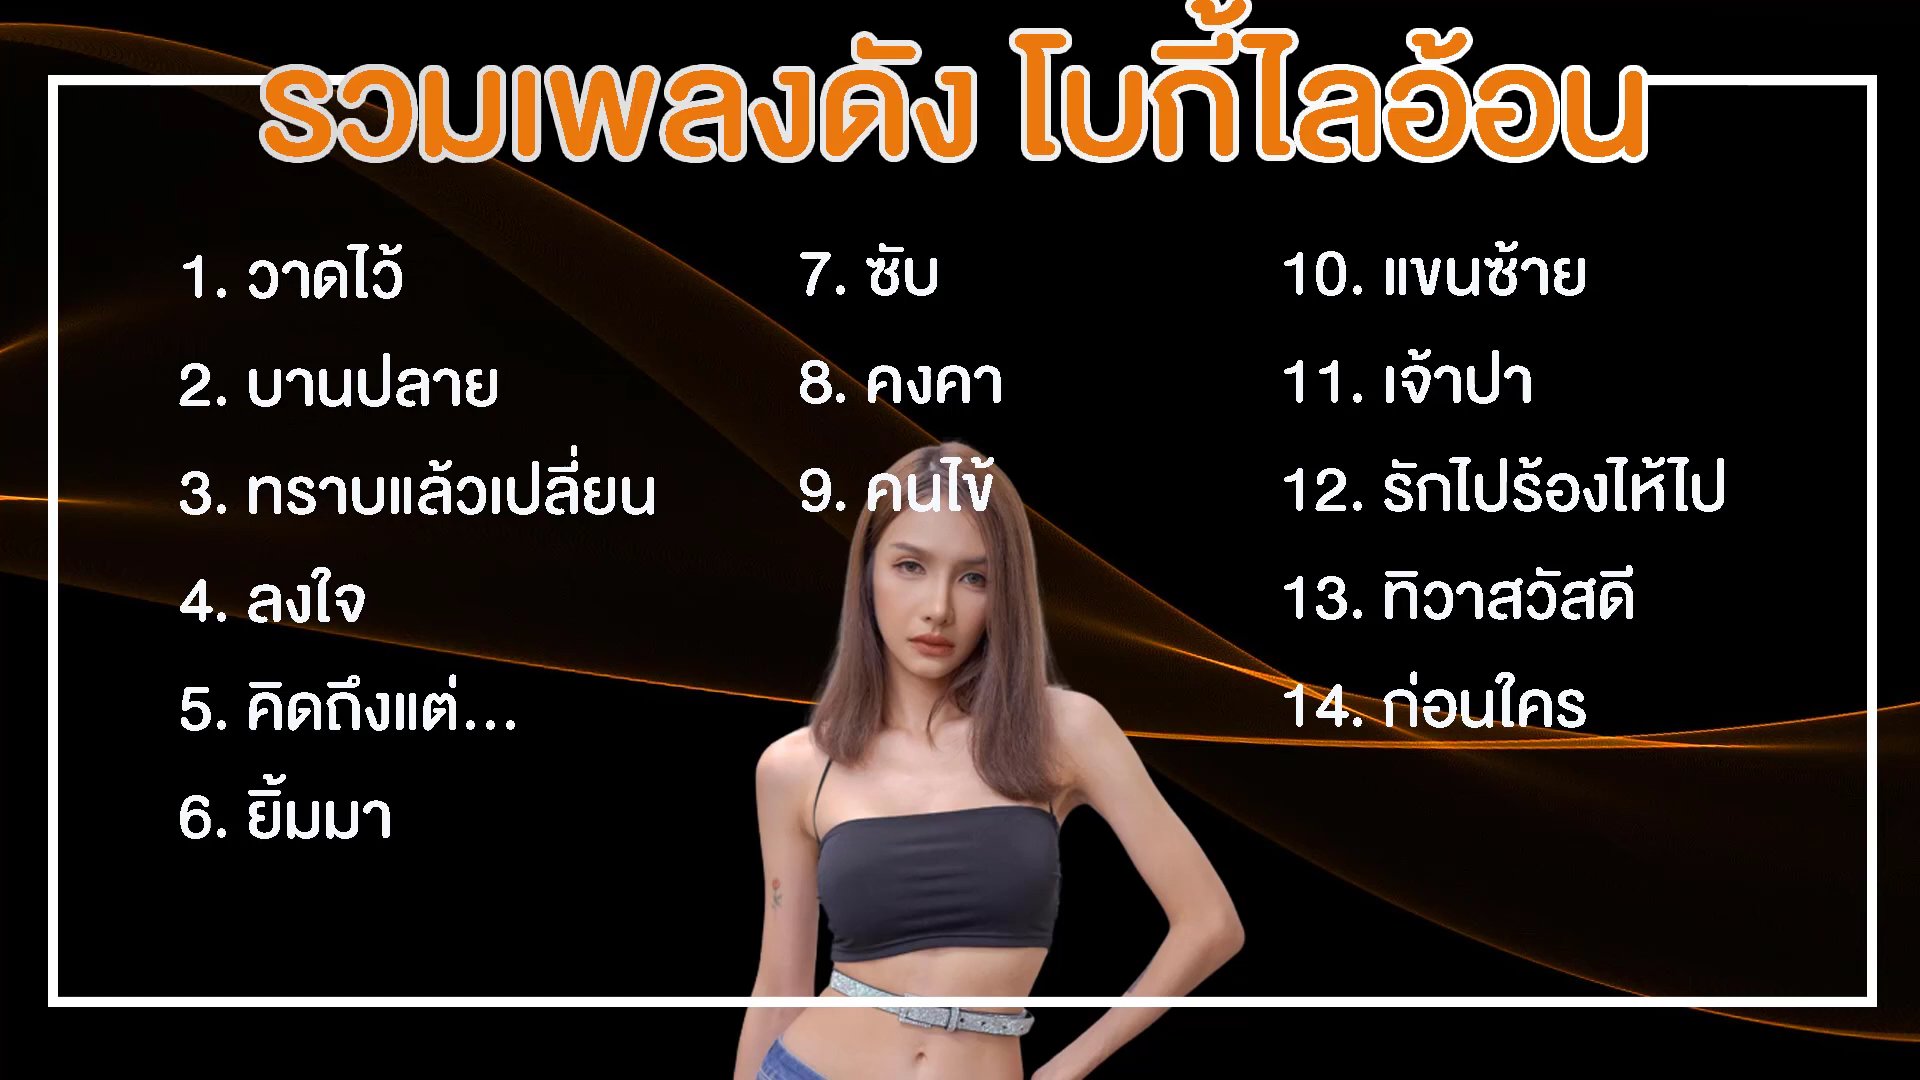 รวมเพลงดัง โบกี้ไลอ้อน
1. วาดไว้
2. บานปลาย
3. ทราบแล้วเปลี่ยน
4. ลงใจ
5. คิดถึงแต่...
6. ยิ้มมา
7. ซับ
8. คงคา
9. คนไข้
10. แขนซ้าย
11. เจ้าปา
12. รักไปร้องไห้ไป
13. ทิวาสวัสดี
14. ก่อนใคร